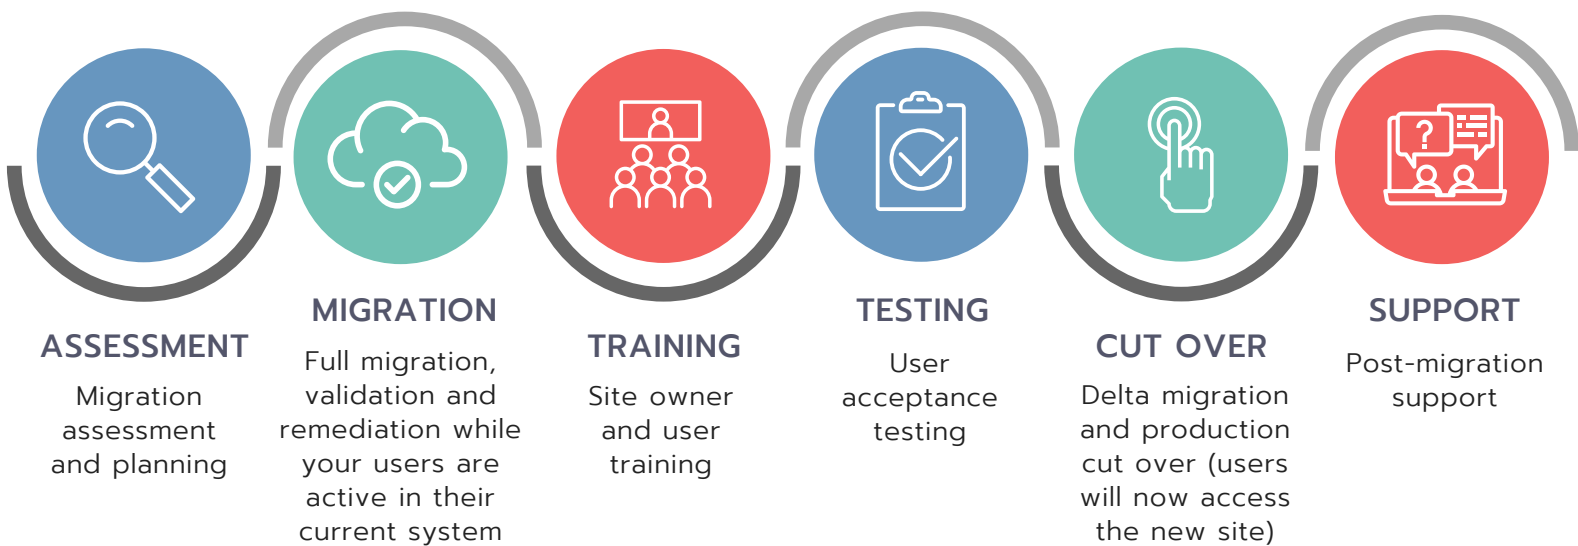 ASSESSMENT
Migration
assessment
and planning
MIGRATION
Full migration,
validation and
remediation while
your users are
active in their
current system
TRAINING
Site owner
and user
training
TESTING
User
acceptance
testing
CUT OVER
Delta migration
and production
cut over (users
will now access
the new site)
?
SUPPORT
Post-migration
support